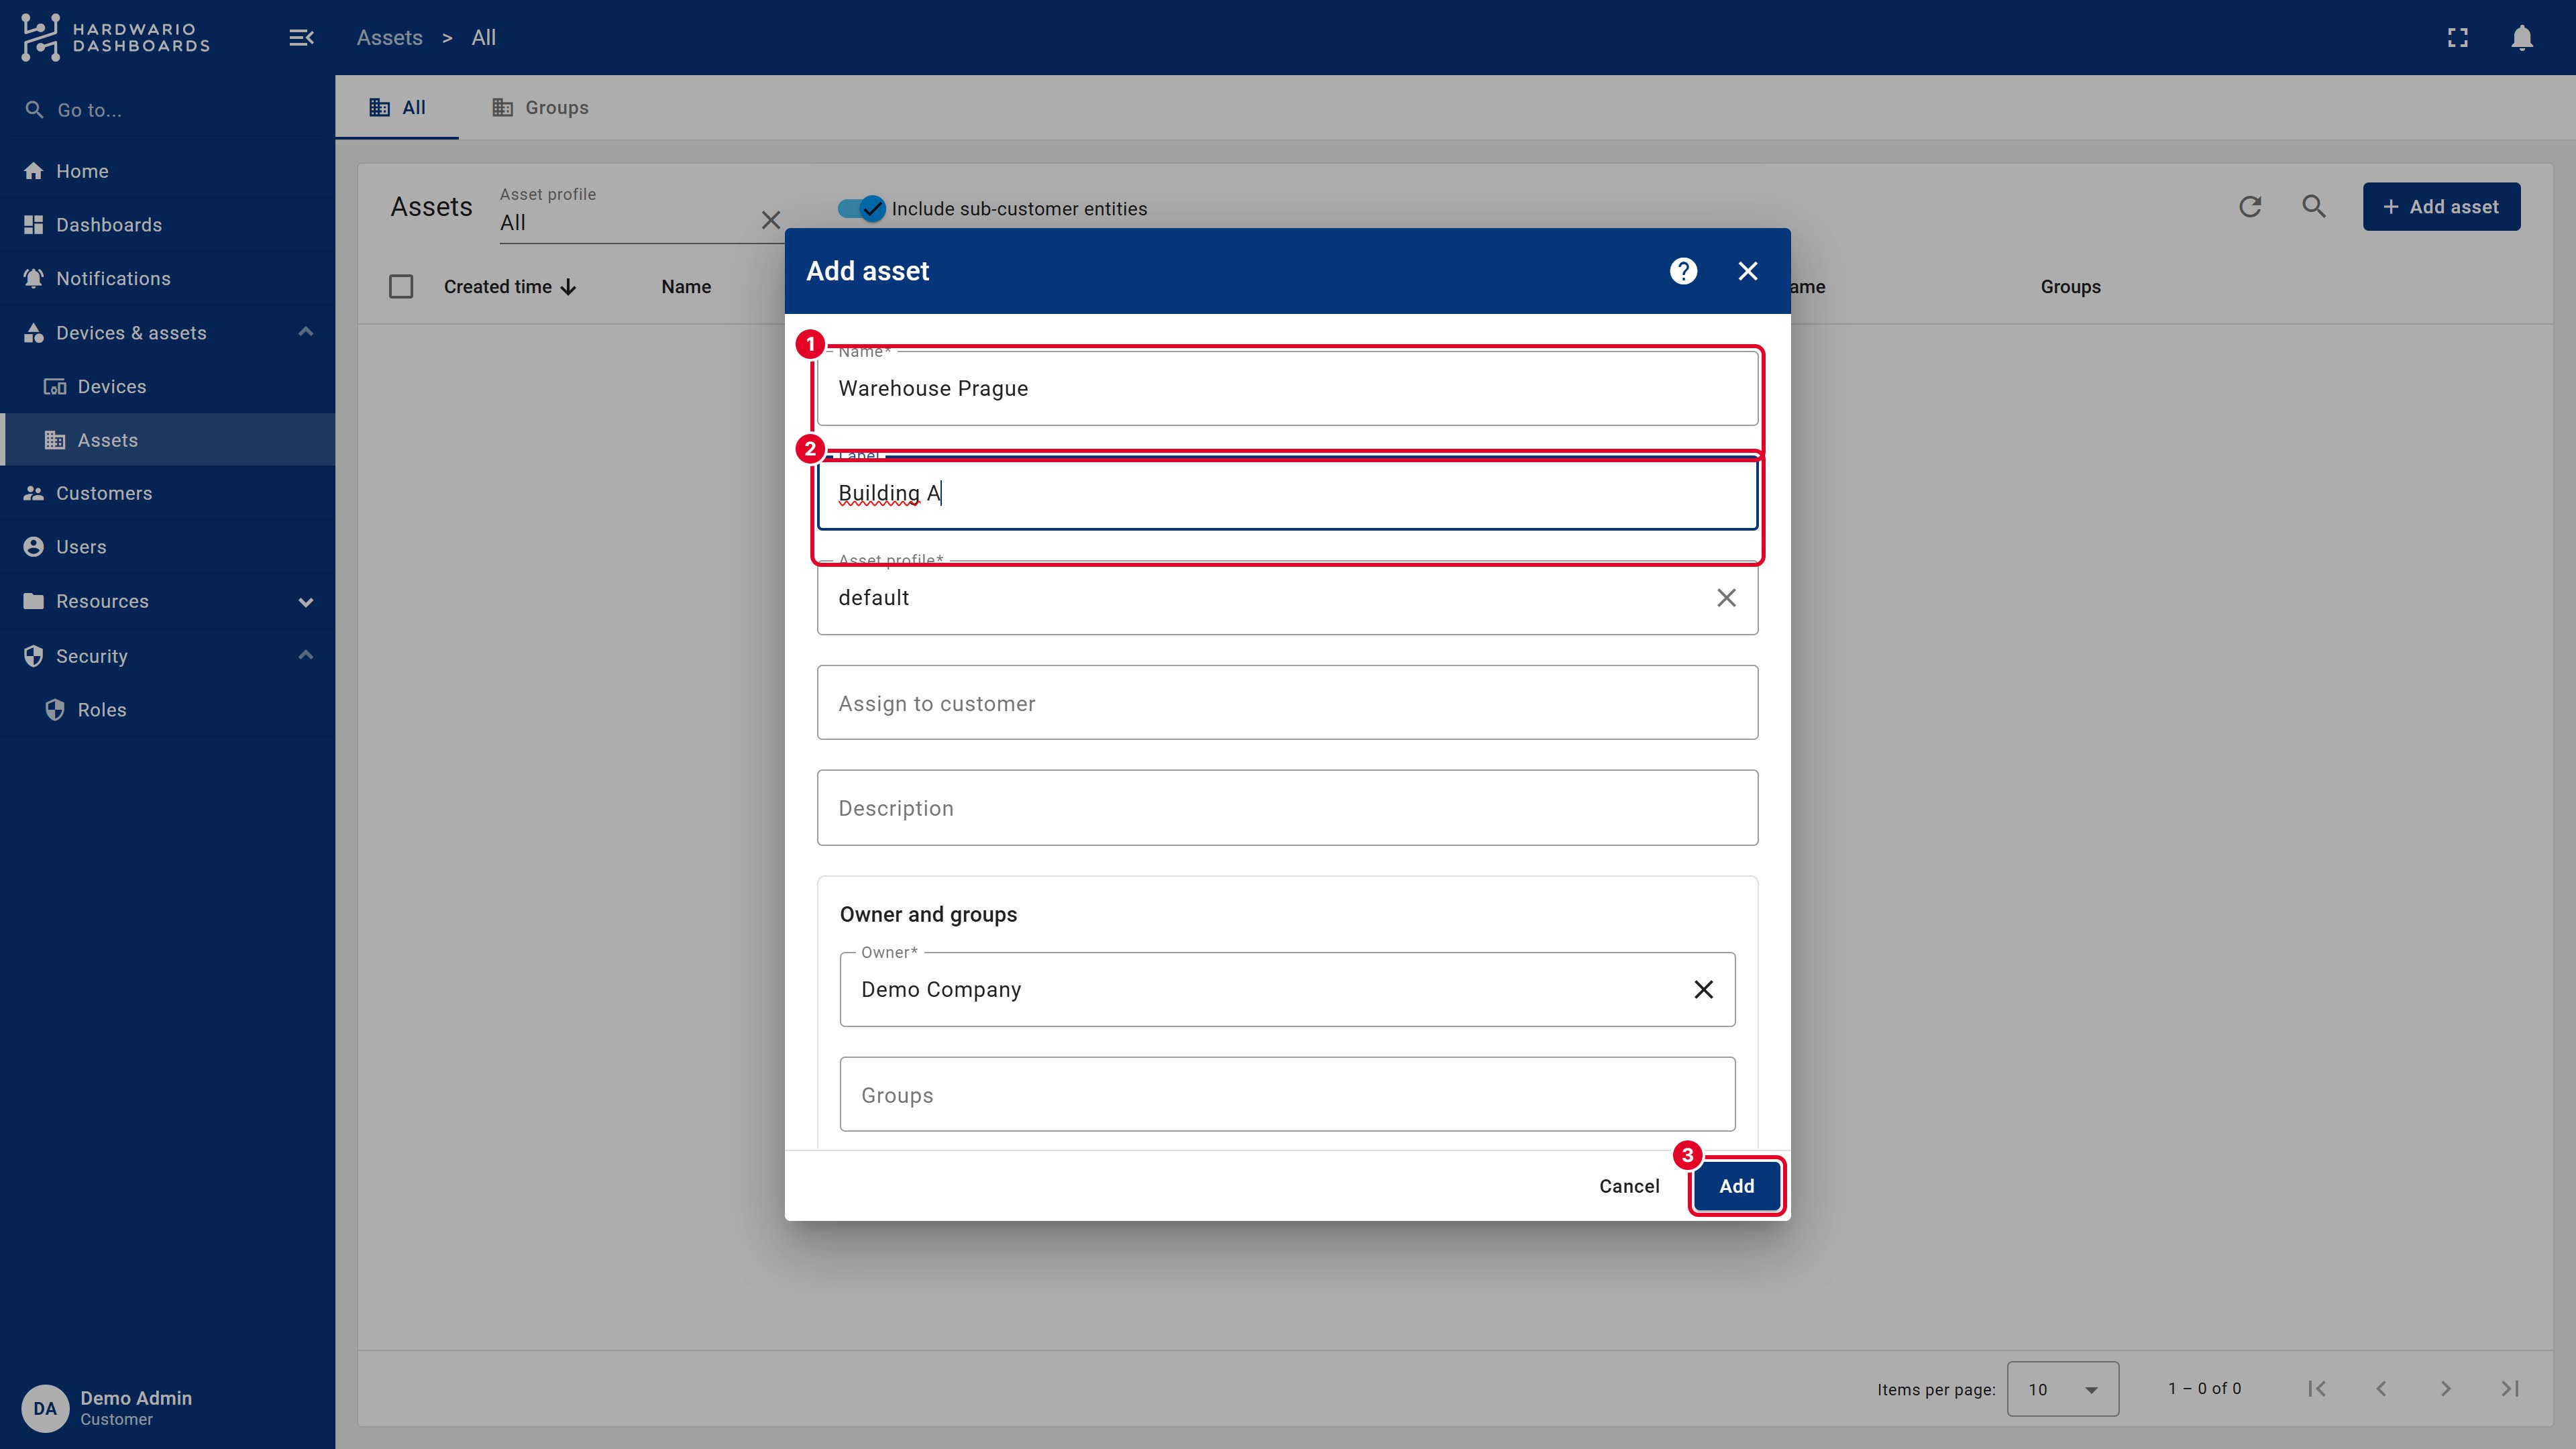 HARDWARIO
DASHBOARDS
Assets > All
Go to...
Home
Dashboards
Notifications
Devices & assets
Devices
Assets
Customers
Users
Resources
Security
Roles
DA
Demo Admin
Customer
All
Groups
Assets
Asset profile
All
Include sub-customer entities
+ Add asset
Created time
Name
ame
Groups
Add asset
?
1
Name*
Warehouse Prague
2
Label
Building A
Asset profile*
default
Assign to customer
Description
Owner and groups
Owner*
Demo Company
Groups
3
Cancel
Add
Items per page:
10
1 – 0 of 0